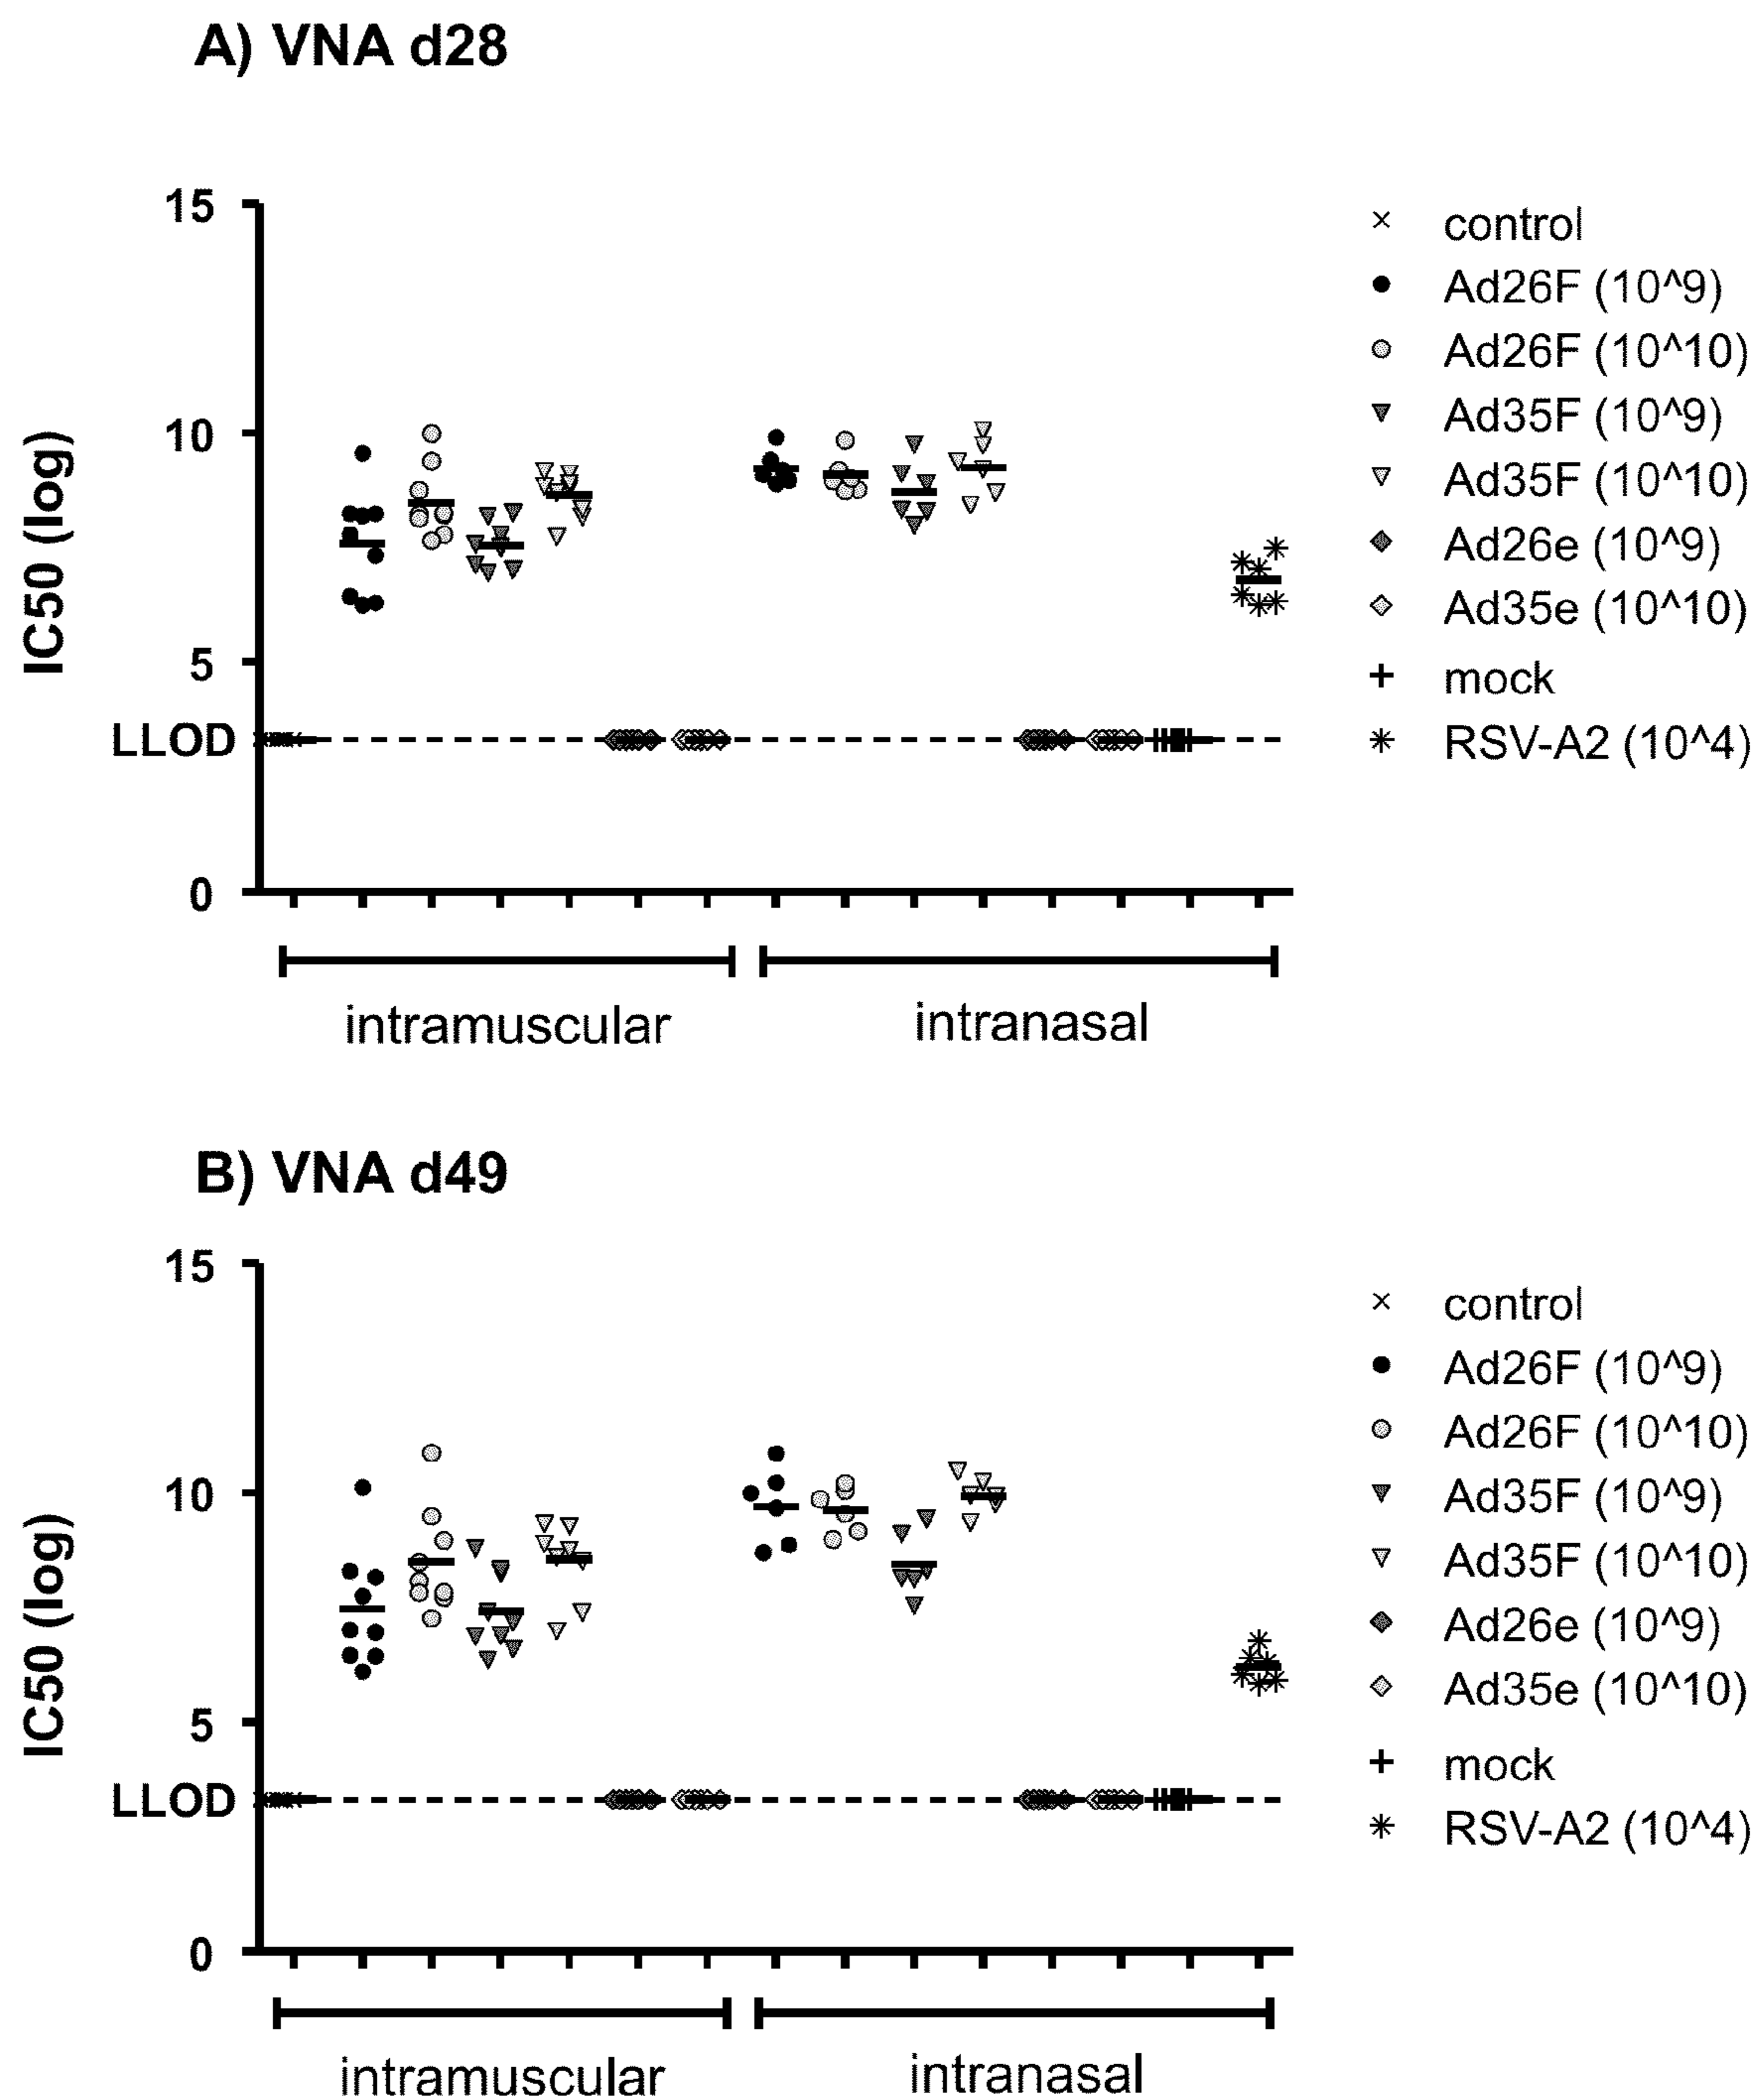 A) VNA d28
15
10
5
LLOD
0
IC50 (log)
control
Ad26F (10^9)
Ad26F (10^10)
Ad35F (10^9)
Ad35F (10^10)
Ad26e (10^9)
Ad35e (10^10)
mock
RSV-A2 (10^4)
intramuscular
intranasal
B) VNA d49
15
10
5
LLOD
0
IC50 (log)
control
Ad26F (10^9)
Ad26F (10^10)
Ad35F (10^9)
Ad35F (10^10)
Ad26e (10^9)
Ad35e (10^10)
mock
RSV-A2 (10^4)
intramuscular
intranasal